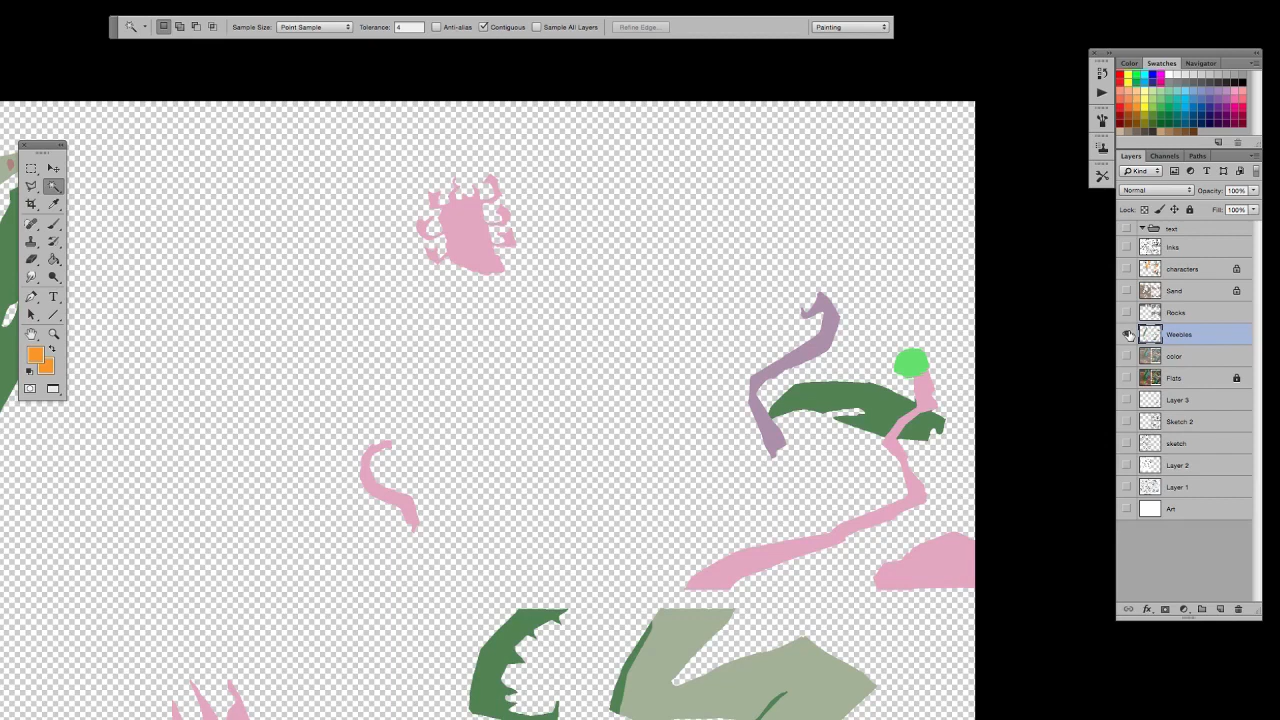 Sample Size: Point Sample Tolerance: 4 Anti-alias Contiguous Sample All Layers Refine Edge... Painting
Color Swatches Navigator
Layers Channels Paths
Kind
Normal Opacity: 100%
Lock: Fill: 100%
text
Inks
characters
Sand
Rocks
Weebles
color
Flats
Layer 3
Sketch 2
sketch
Layer 2
Layer 1
Art